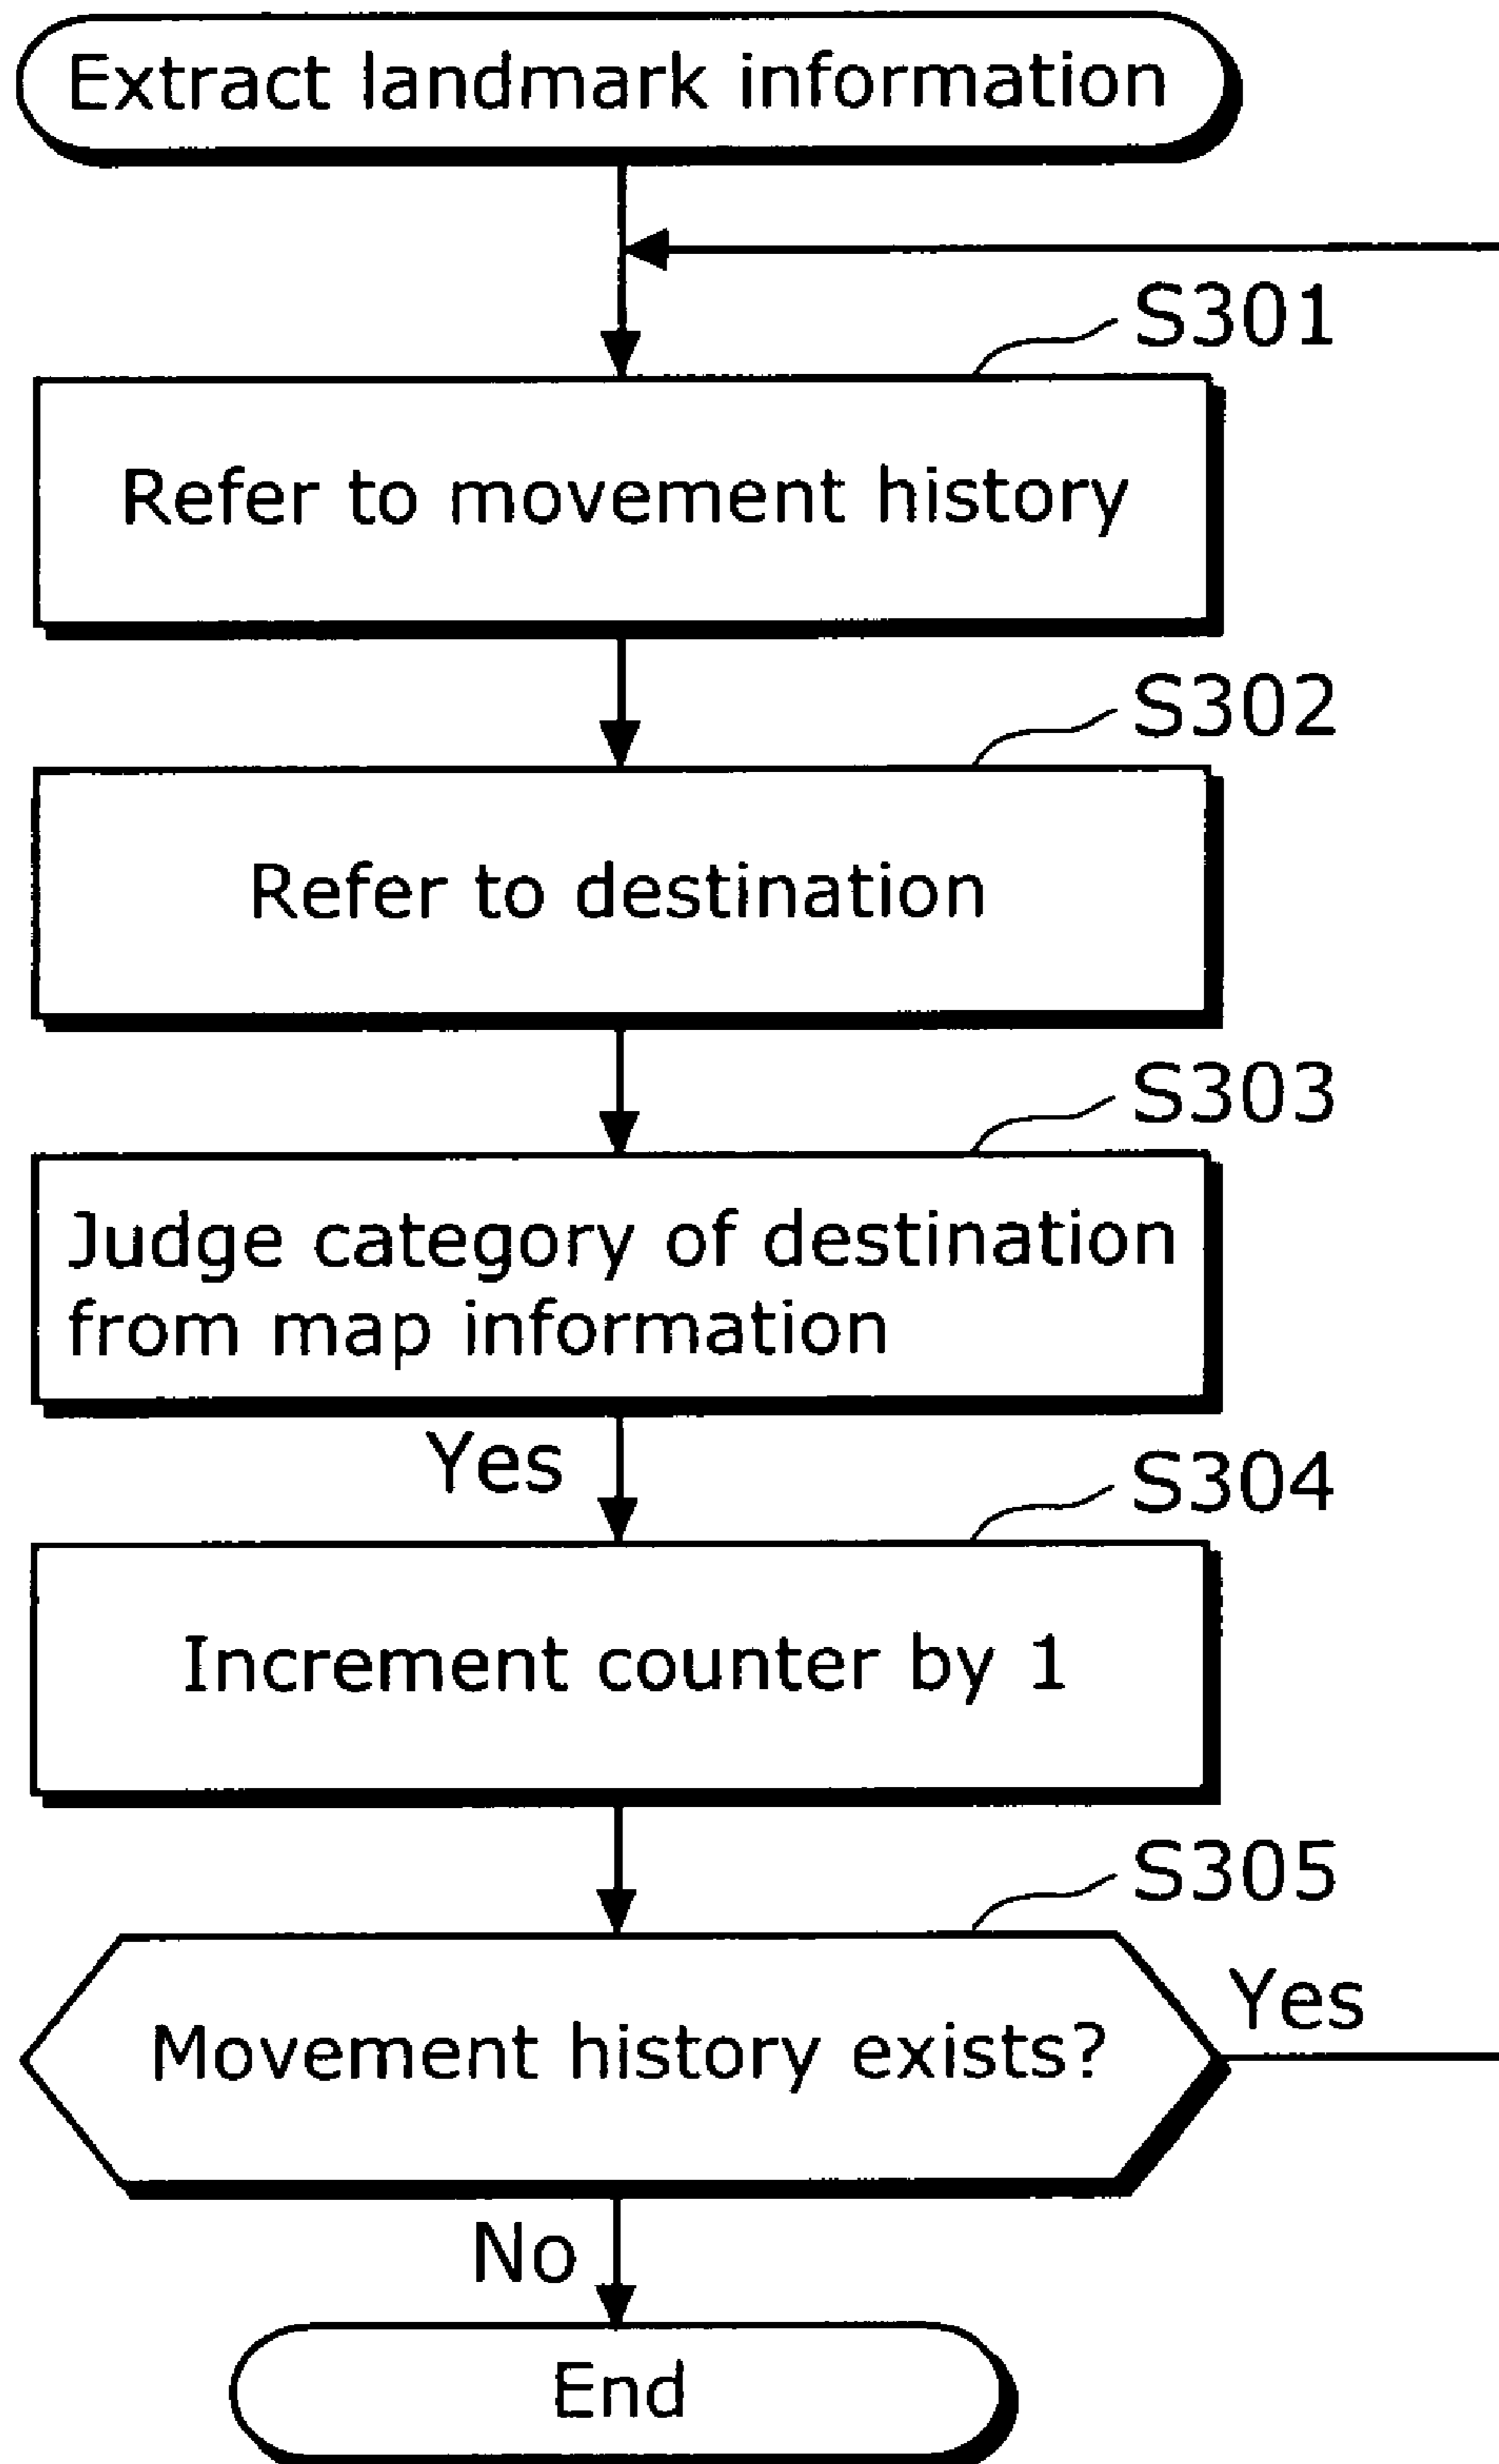 Extract landmark information
S301
Refer to movement history
S302
Refer to destination
S303
Judge category of destination
from map information
Yes
S304
Increment counter by 1
S305
Movement history exists?
Yes
No
End